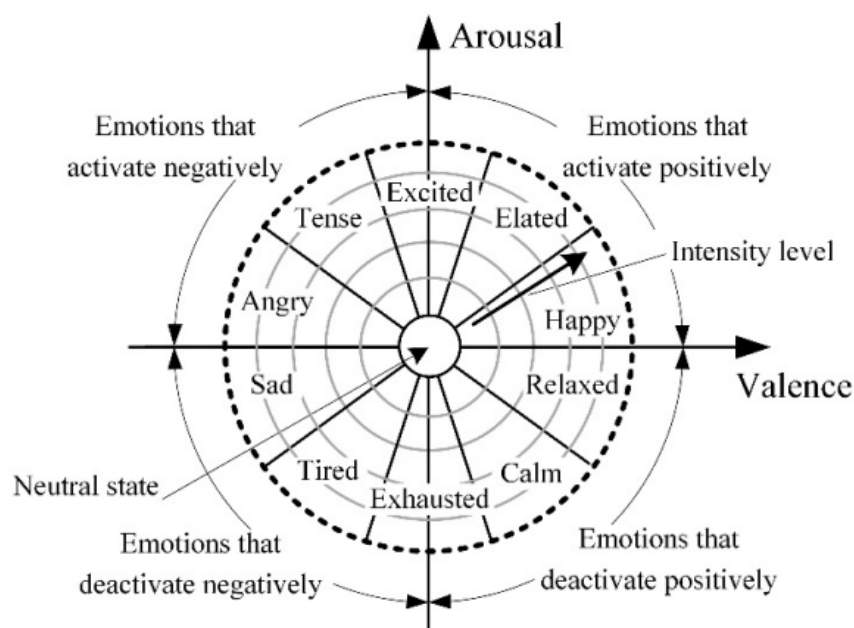 Arousal
Emotions that
activate negatively
Emotions that
activate positively
Excited
Tense
Elated
Intensity level
Angry
Happy
Valence
Sad
Relaxed
Neutral state
Tired
Calm
Exhausted
Emotions that
deactivate negatively
Emotions that
deactivate positively